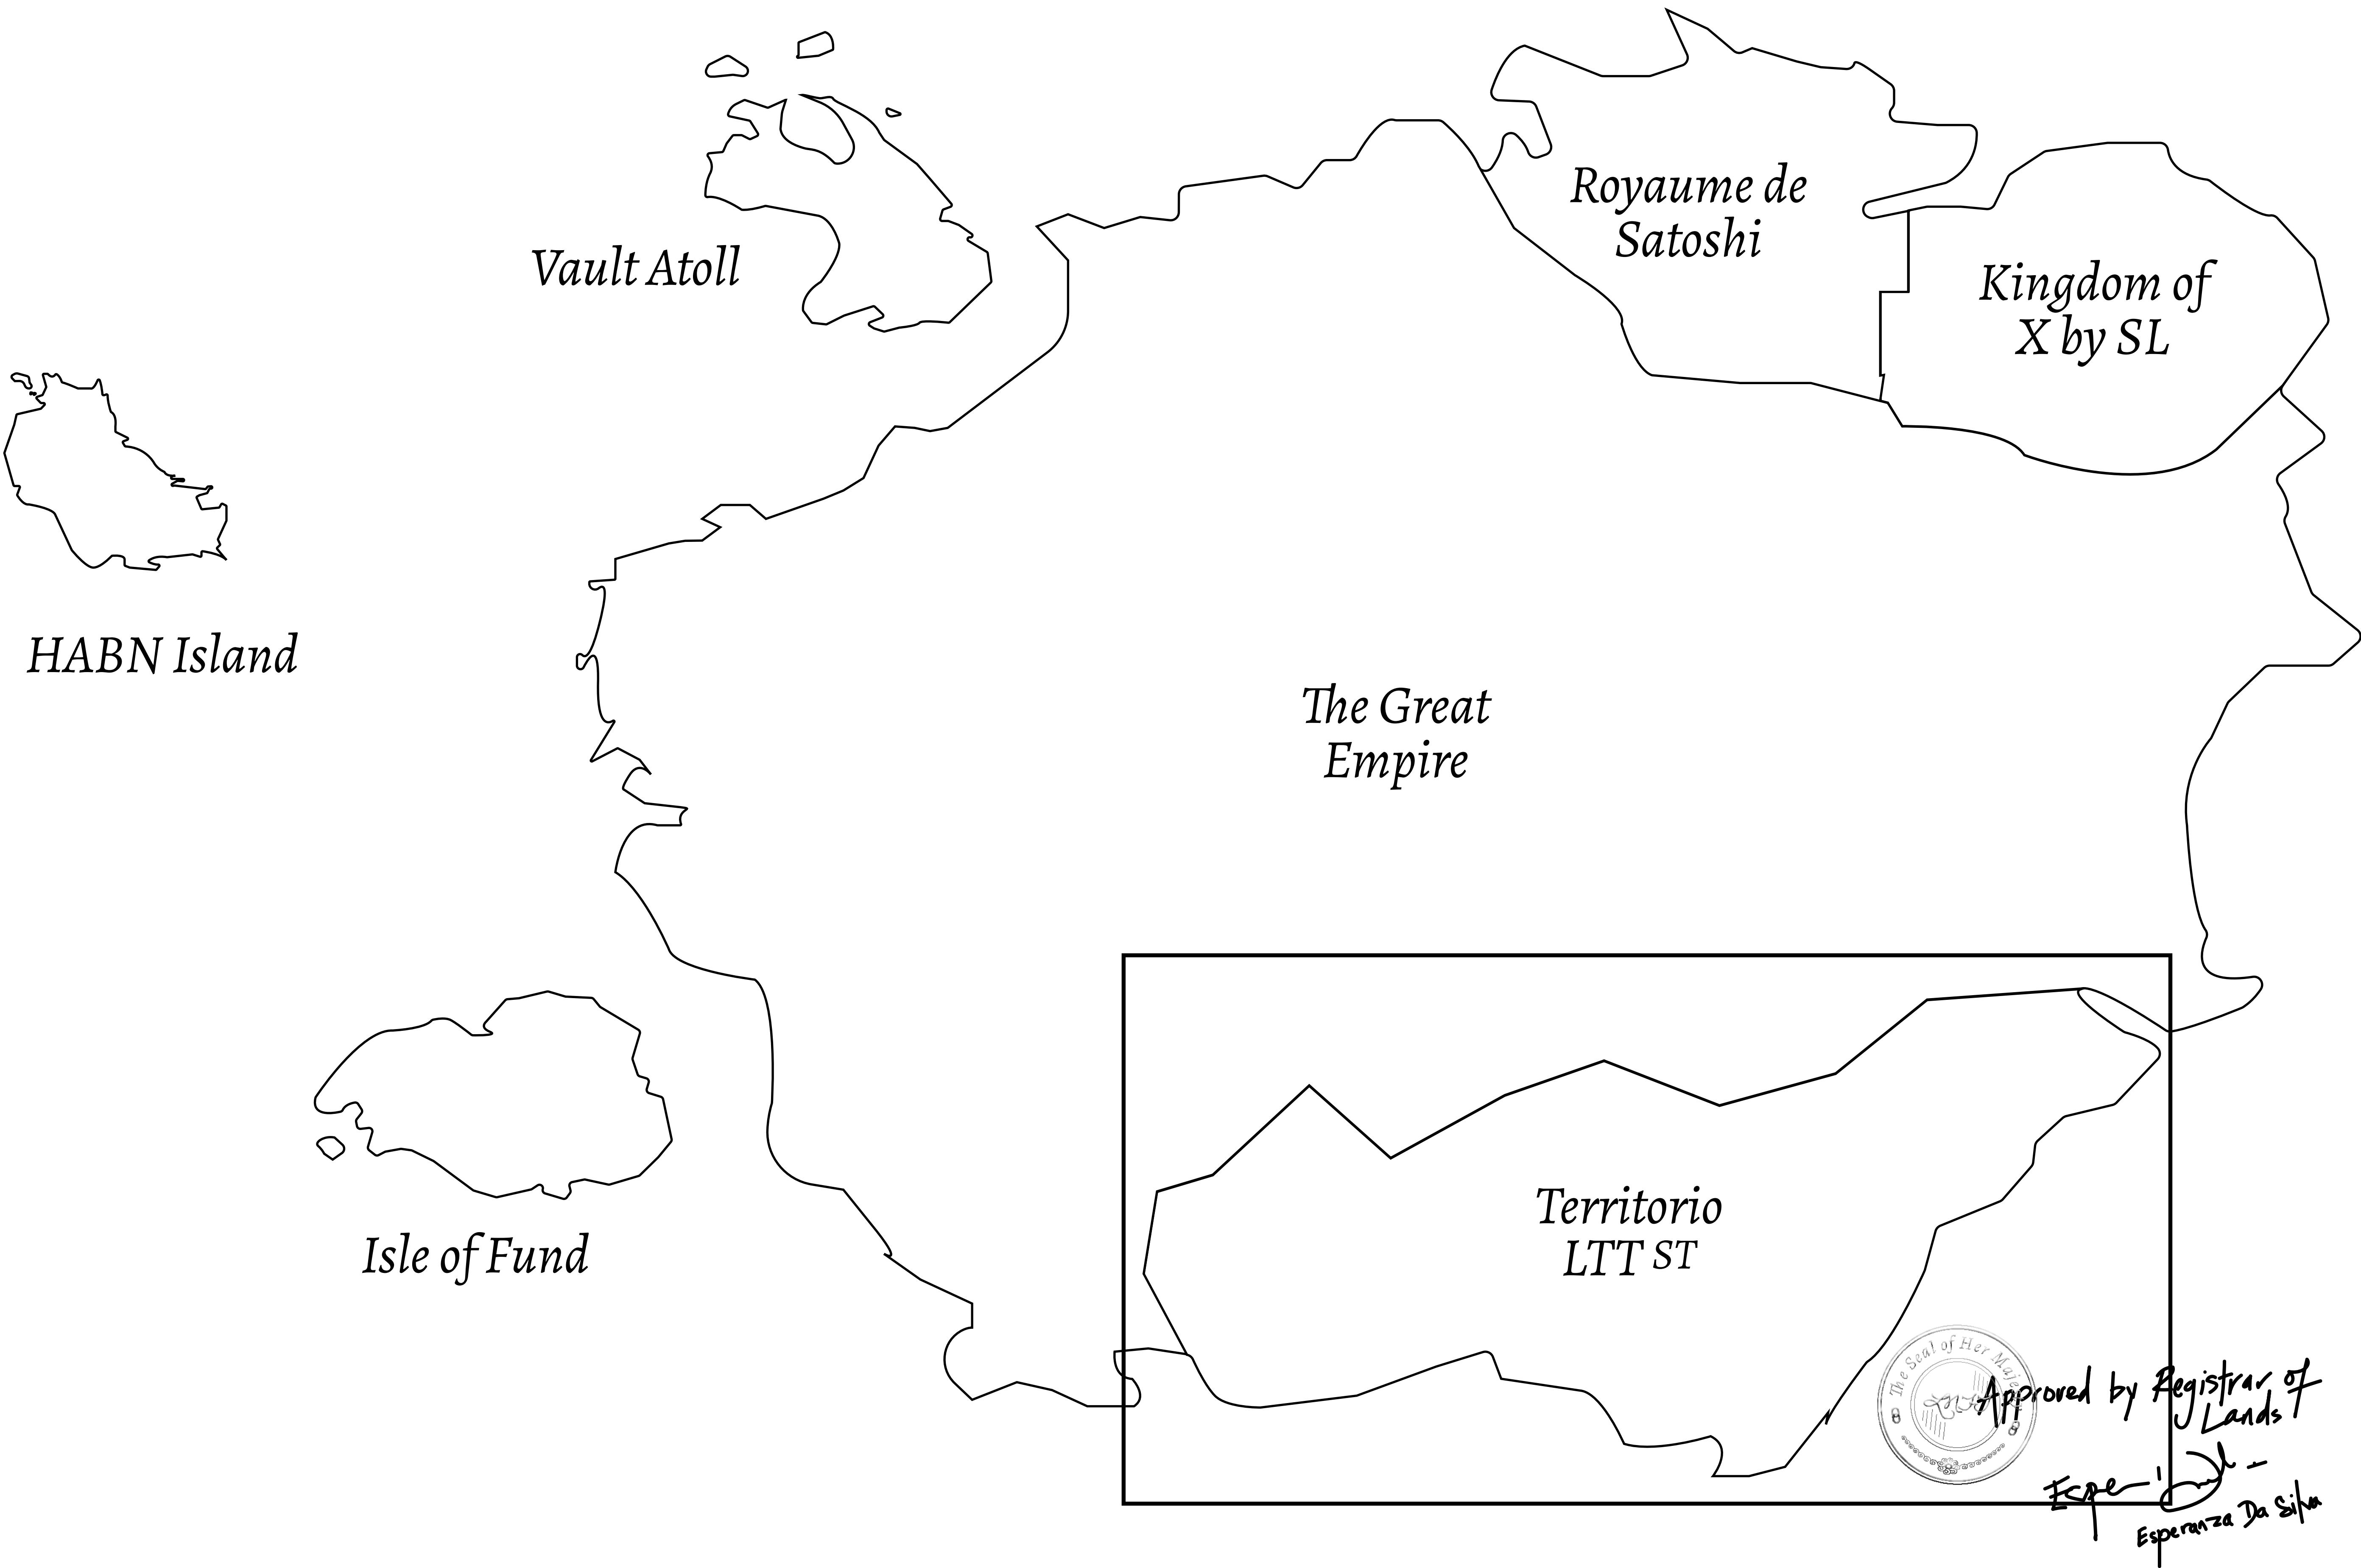 Royaume de
Satoshi
Vault Atoll
Kingdom of
X by SL
HABN Island
The Great
Empire
Territorio
LTT ST
Isle of Fund
The Seal of Her
Approved by Registrar of
Lands
Esperanza Da Silva